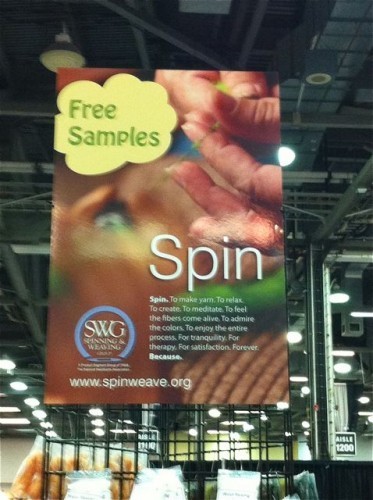 Free
Samples
Spin
Spin. To make yarn. To relax.
To create. To meditate. To feel
the fibers come alive. To admire
the colors. To enjoy the entire
process. For tranquility. For
therapy. For satisfaction. Forever.
Because.
SWG
SPINNING &
WEAVING
GROUP
www.spinweave.org
AISLE
1200